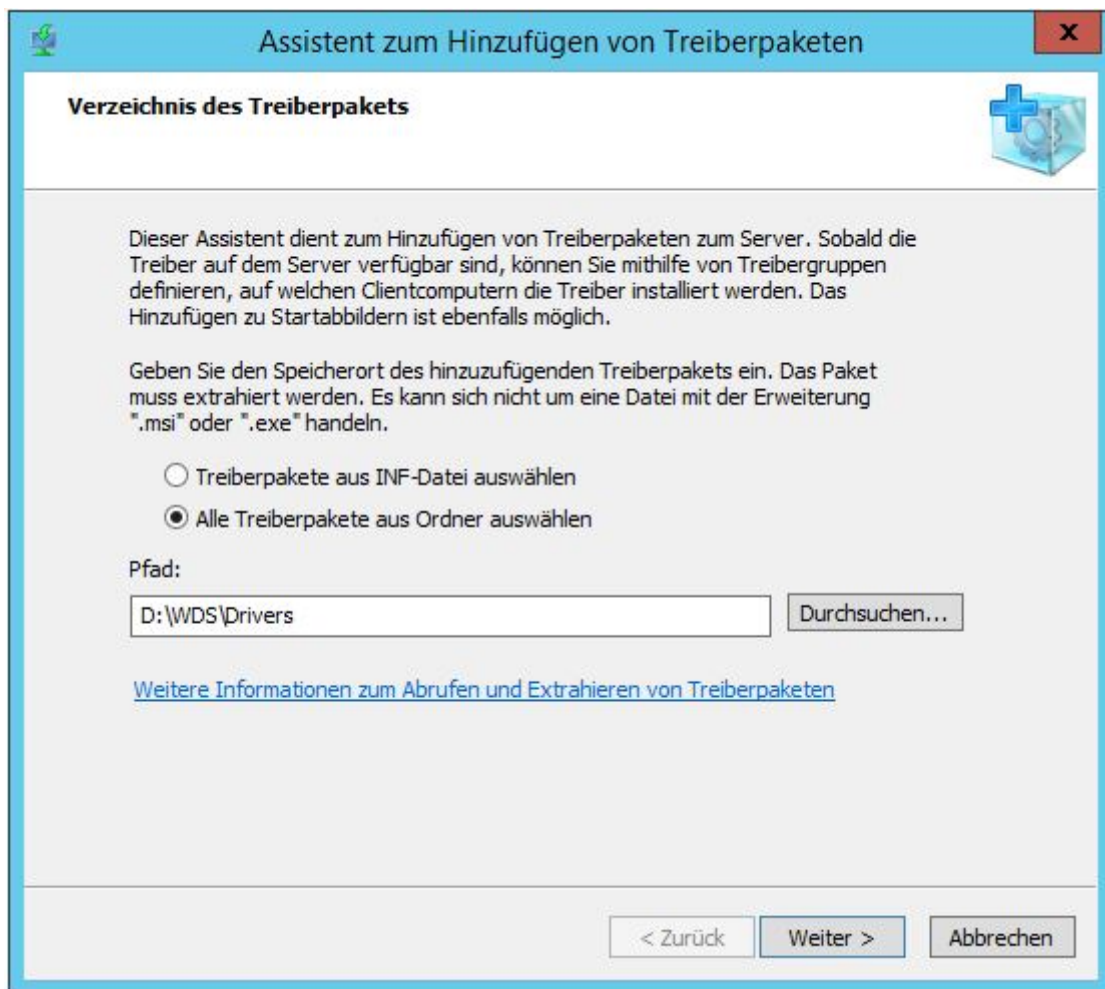 Assistent zum Hinzufügen von Treiberpaketen
x
Verzeichnis des Treiberpakets
Dieser Assistent dient zum Hinzufügen von Treiberpaketen zum Server. Sobald die
Treiber auf dem Server verfügbar sind, können Sie mithilfe von Treibergruppen
definieren, auf welchen Clientcomputern die Treiber installiert werden. Das
Hinzufügen zu Startabbildern ist ebenfalls möglich.
Geben Sie den Speicherort des hinzuzufügenden Treiberpakets ein. Das Paket
muss extrahiert werden. Es kann sich nicht um eine Datei mit der Erweiterung
".msi" oder ".exe" handeln.
Treiberpakete aus INF-Datei auswählen
Alle Treiberpakete aus Ordner auswählen
Pfad:
D:\WDS\Drivers
Durchsuchen...
Weitere Informationen zum Abrufen und Extrahieren von Treiberpaketen
< Zurück
Weiter >
Abbrechen